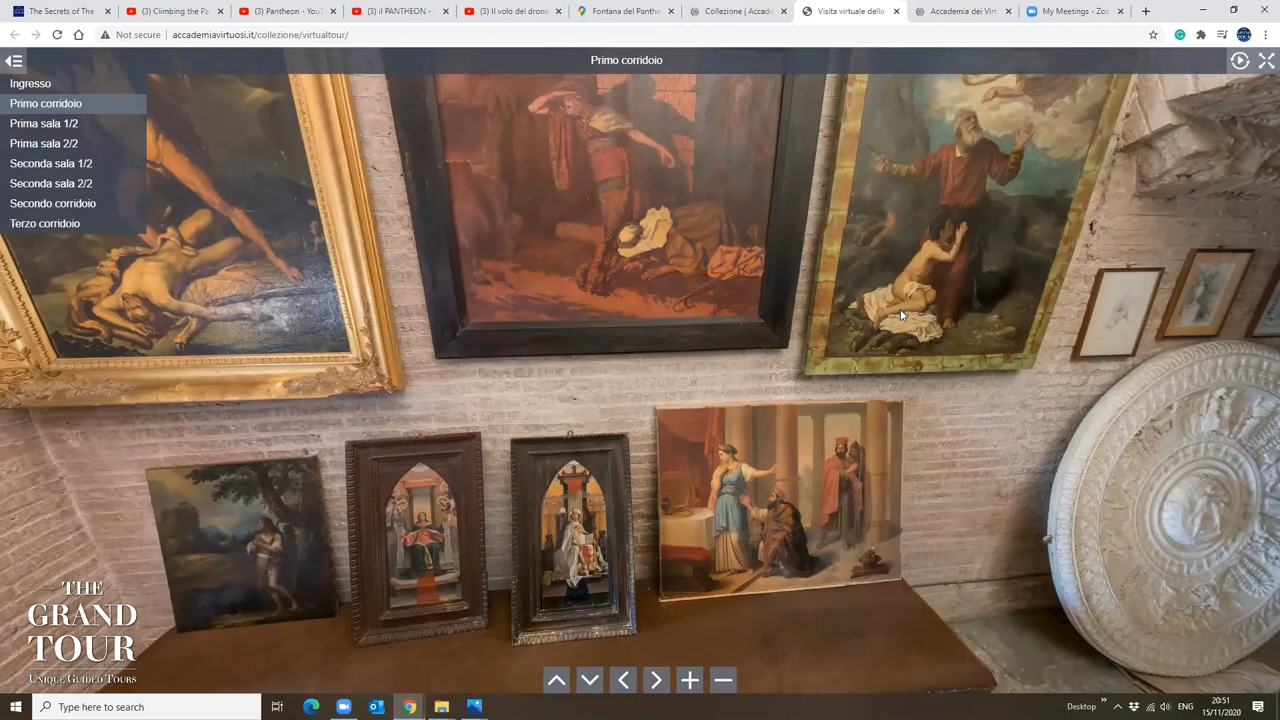 The Secrets of The
(3) Climbing the Pa
(3) Pantheon - YouT
(3) il PANTHEON -
(3) Il volo del drone
Fontana del Panthe
Collezione | Accade
Visita virtuale della
Accademia dei Virt
My Meetings - Zoo
Not secure
accademiavirtuosi.it/collezione/virtualtour/
Primo corridoio
Ingresso
Primo corridoio
Prima sala 1/2
Prima sala 2/2
Seconda sala 1/2
Seconda sala 2/2
Secondo corridoio
Terzo corridoio
THE
GRAND
TOUR
UNIQUE GUIDED TOURS
Type here to search
Desktop
ENG
20:51
15/11/2020